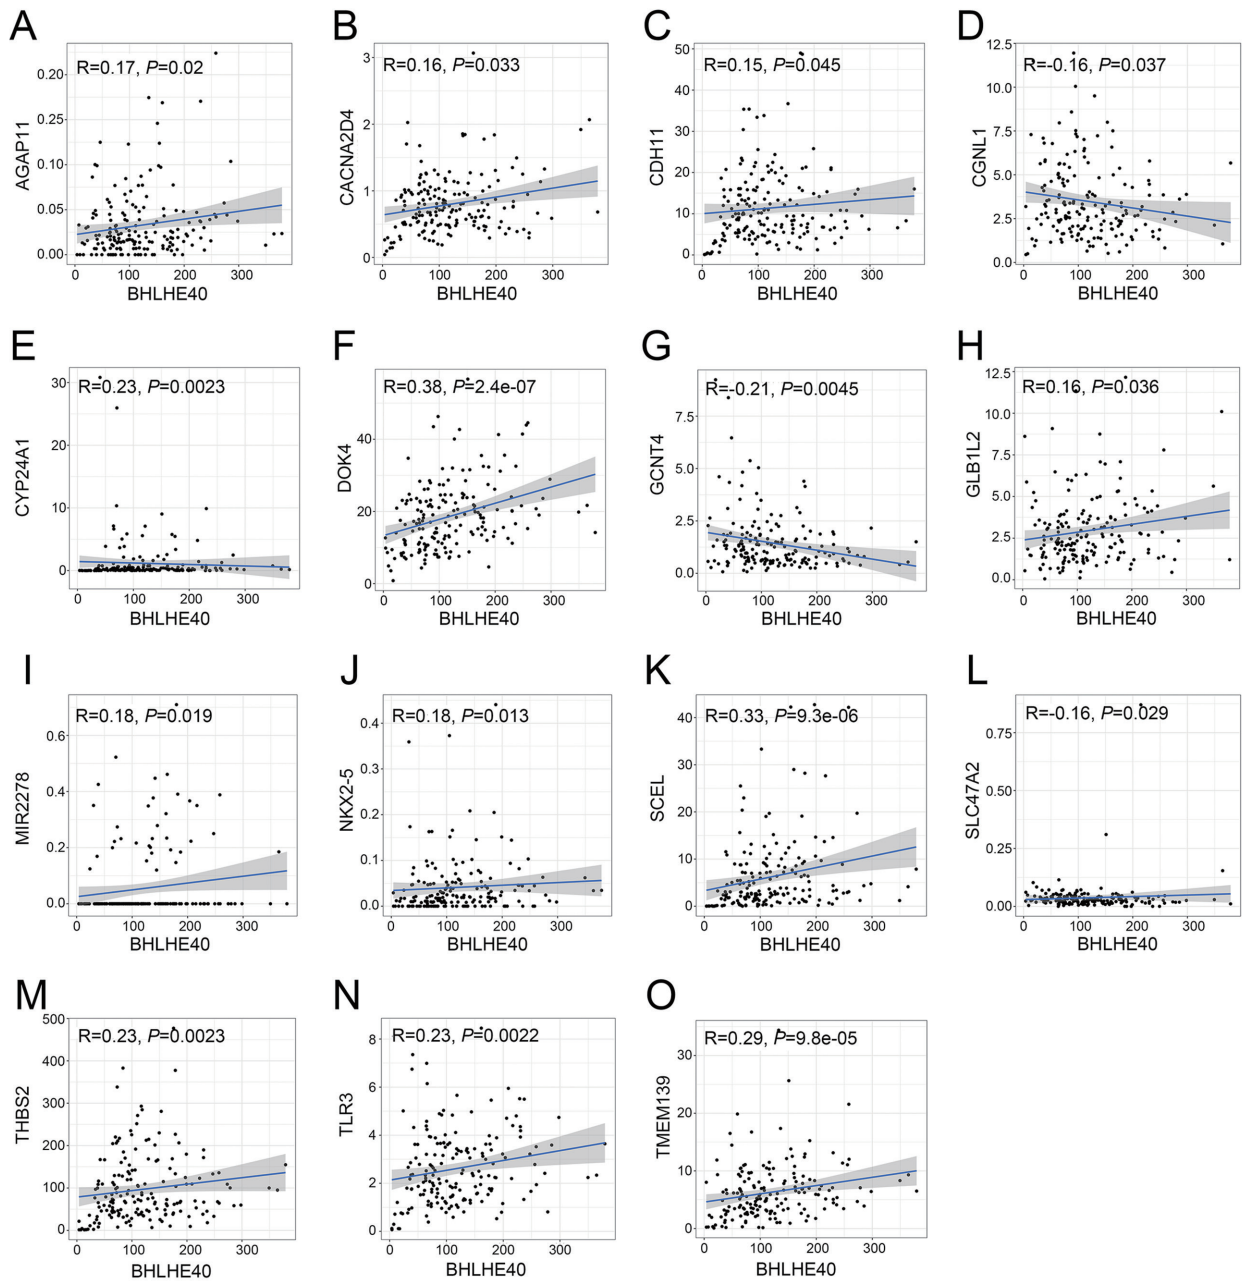 A
B
C
D
R=0.17, P=0.02
R=0.16, P=0.033
R=0.15, P=0.045
R=-0.16, P=0.037
AGAP11
0.20
0.25
0.10
0.05
0.00
0
100
200
300
BHLHE40
CACNA2D4
3
2
1
0
0
100
200
300
BHLHE40
CDH11
50
40
30
20
10
0
0
100
200
300
BHLHE40
CGNL1
12.5
10.0
7.5
5.0
2.5
0.0
0
100
200
300
BHLHE40
E
F
G
H
R=0.23, P=0.0023
R=0.38, P=2.4e-07
R=-0.21, P=0.0045
R=0.16, P=0.036
CYP24A1
30
20
10
0
0
100
200
300
BHLHE40
DOK4
40
20
0
0
100
200
300
BHLHE40
GCNT4
7.5
5.0
2.5
0.0
0
100
200
300
BHLHE40
GLB1L2
12.5
10.0
7.5
5.0
2.5
0.0
0
100
200
300
BHLHE40
I
J
K
L
R=0.18, P=0.019
R=0.18, P=0.013
R=0.33, P=9.3e-06
R=-0.16, P=0.029
MIR2278
0.6
0.4
0.2
0.0
0
100
200
300
BHLHE40
NKX2-5
0.4
0.3
0.2
0.1
0.0
0
100
200
300
BHLHE40
SCEL
40
30
20
10
0
0
100
200
300
BHLHE40
SLC47A2
0.75
0.50
0.25
0.00
0
100
200
300
BHLHE40
M
N
O
R=0.23, P=0.0023
R=0.23, P=0.0022
R=0.29, P=9.8e-05
THBS2
500
400
300
200
100
0
0
100
200
300
BHLHE40
TLR3
8
6
4
2
0
0
100
200
300
BHLHE40
TMEM139
30
20
10
0
0
100
200
300
BHLHE40